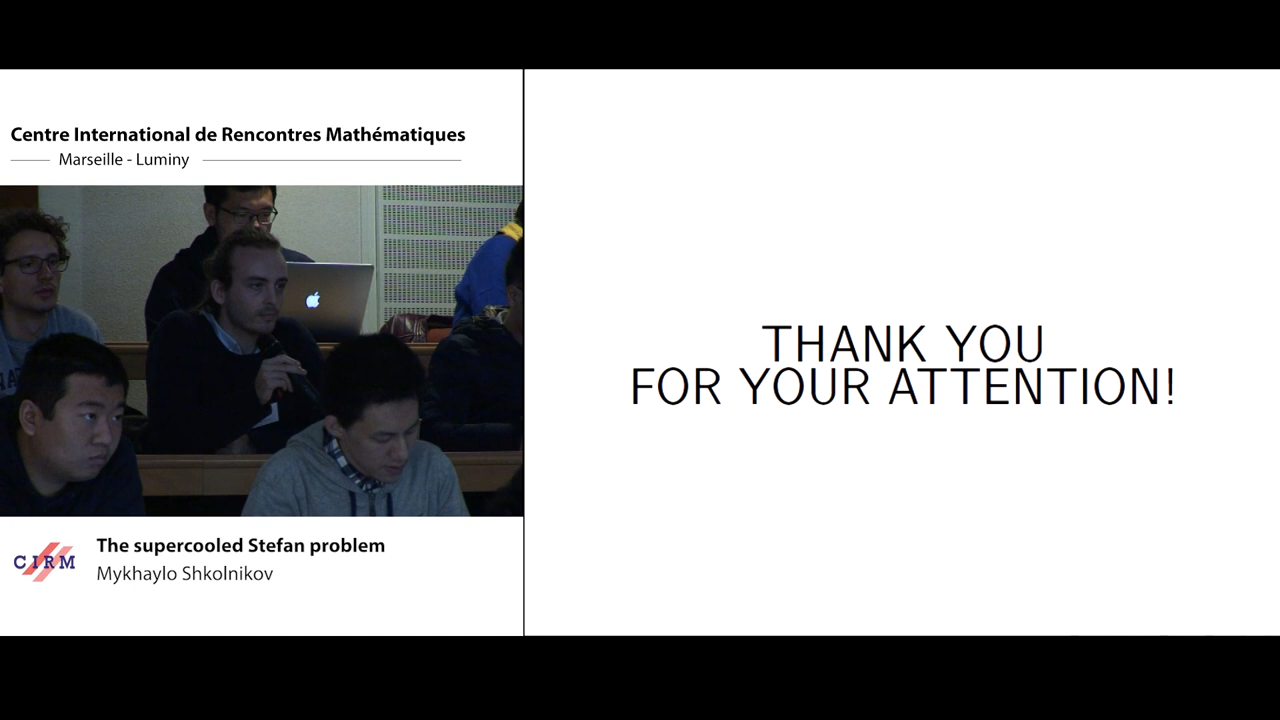 Centre International de Rencontres Mathématiques
Marseille - Luminy
CIRM
The supercooled Stefan problem
Mykhaylo Shkolnikov
THANK YOU
FOR YOUR ATTENTION!